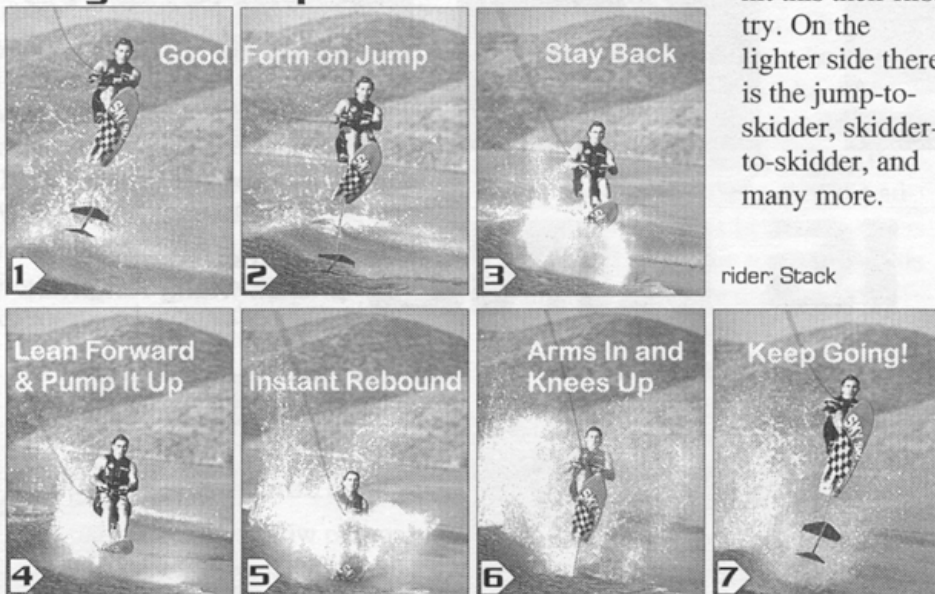 try. On the
lighter side there
is the jump-to-
skidder, skidder-
to-skidder, and
many more.
rider: Stack
Good Form on Jump
1
2
Stay Back
3
Lean Forward
& Pump It Up
4
Instant Rebound
5
Arms In and
Knees Up
6
Keep Going!
7